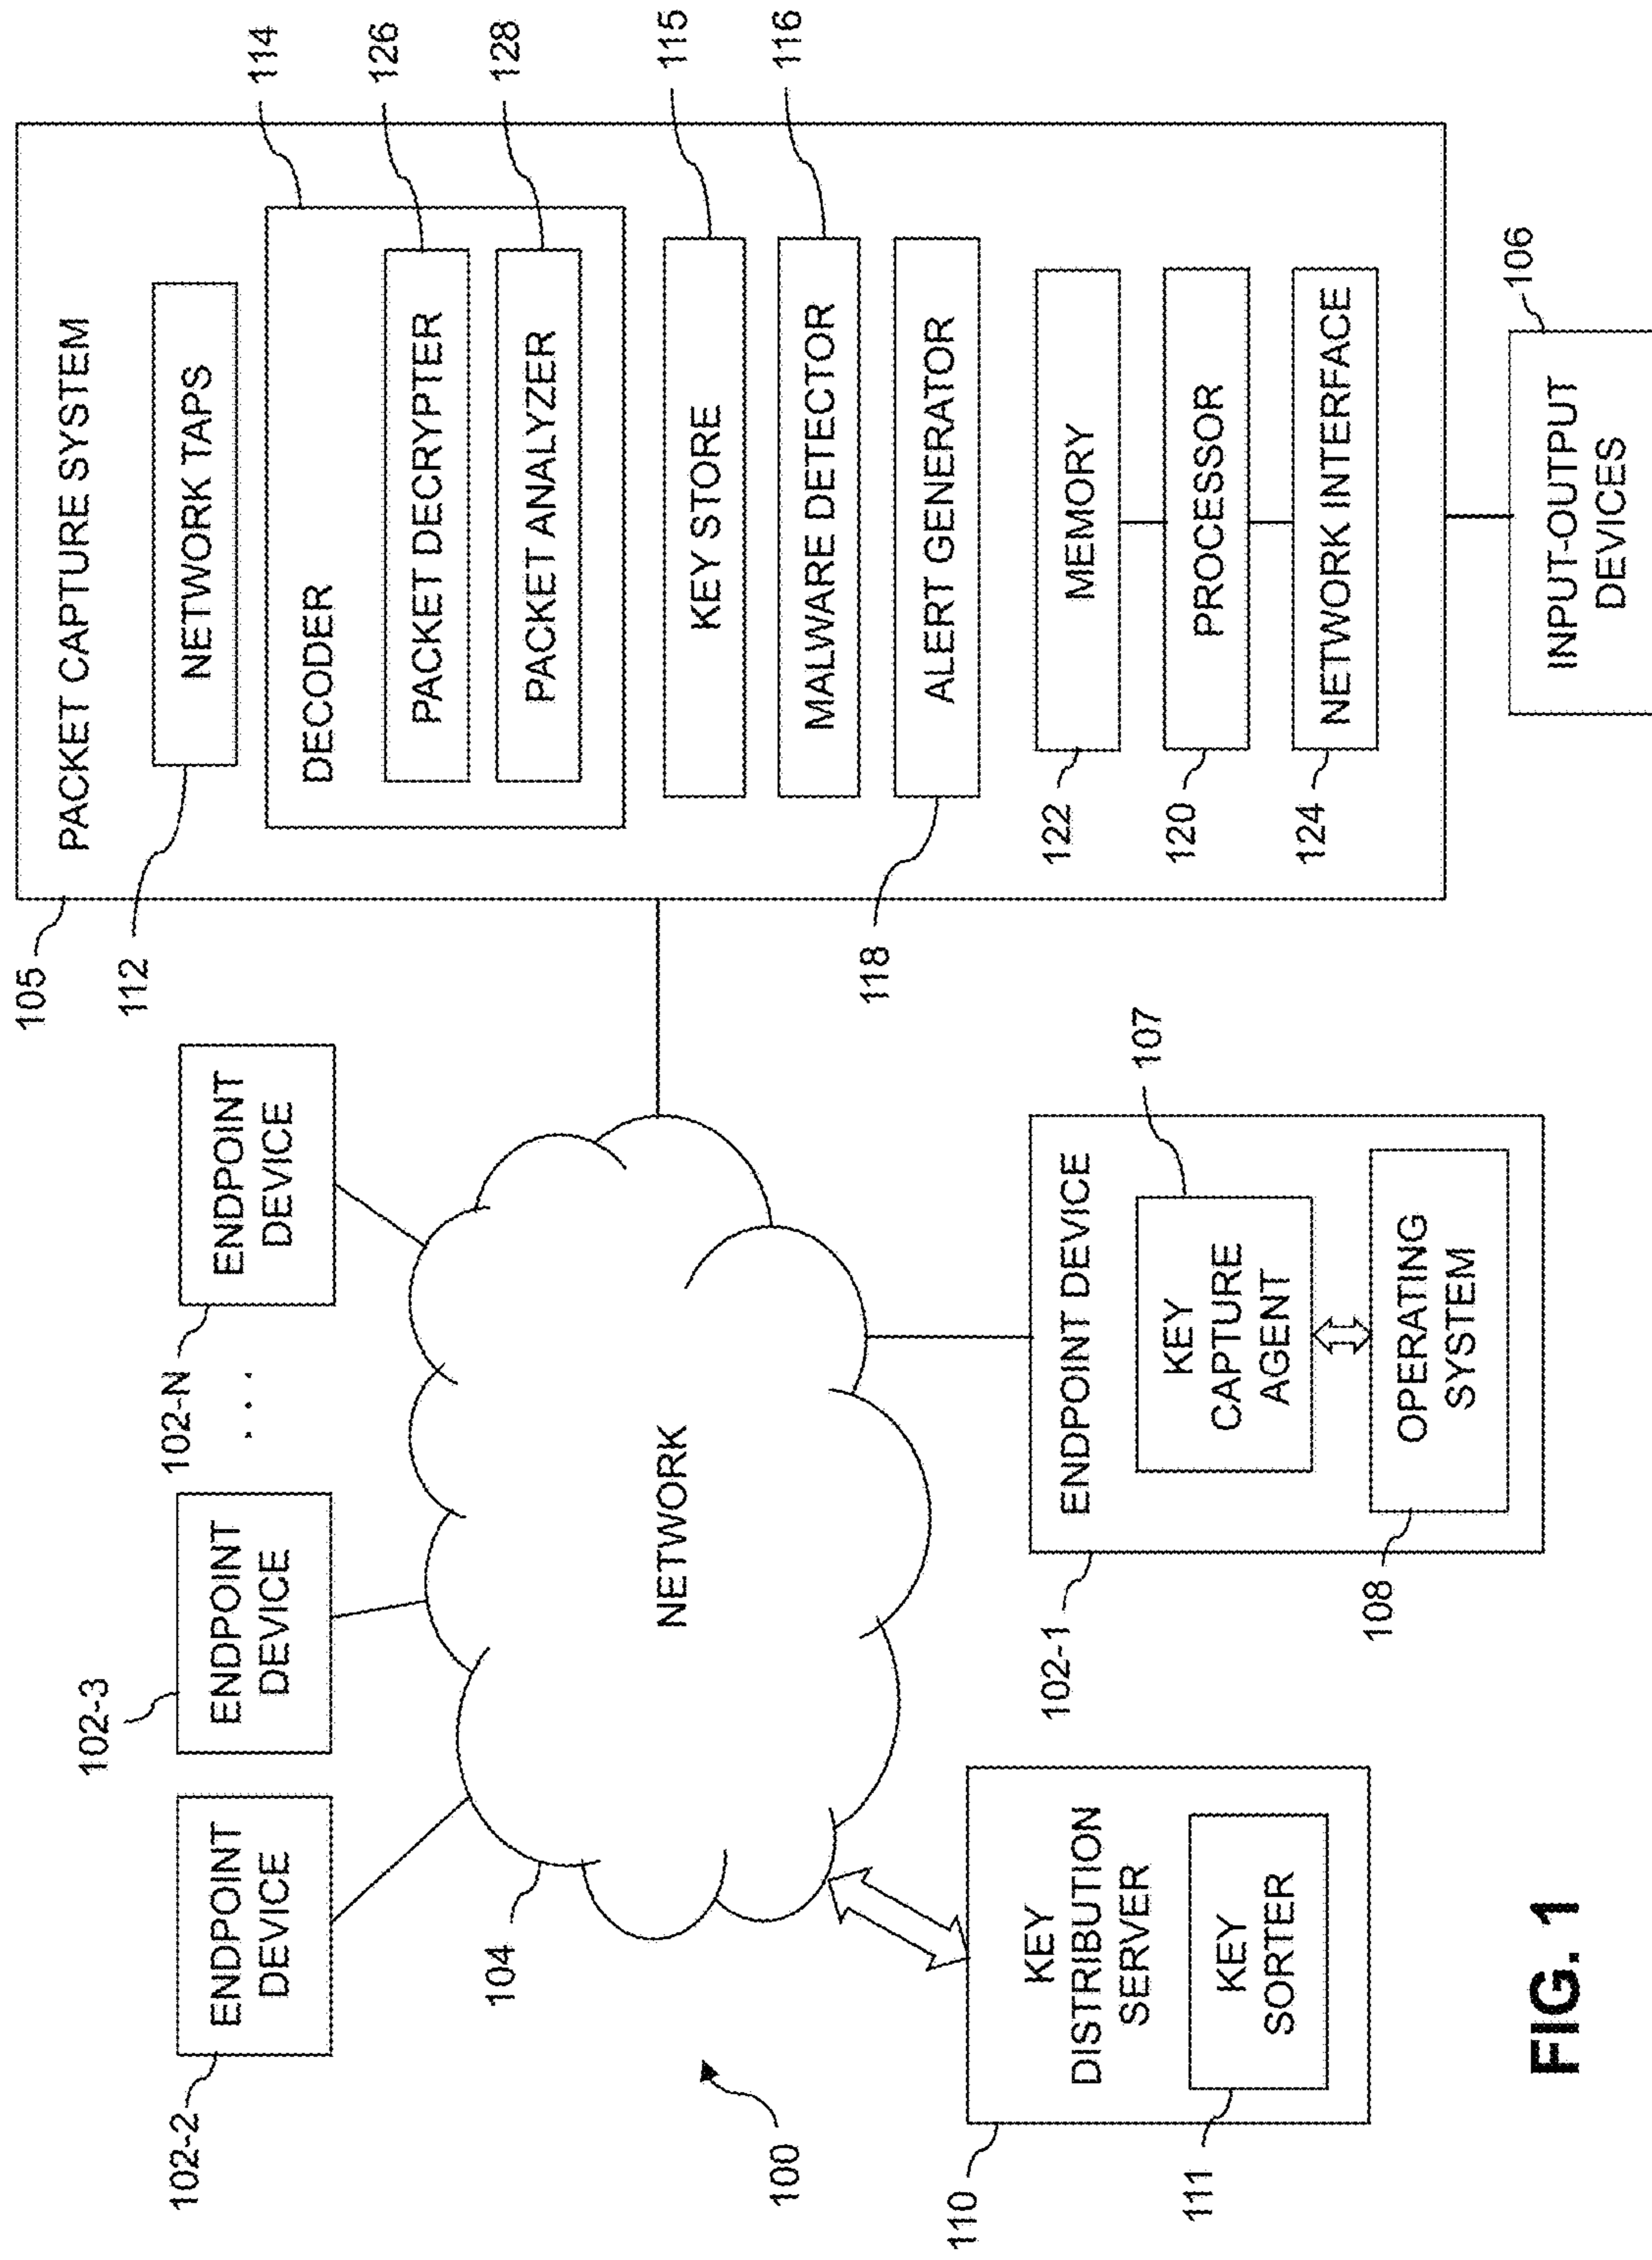 102-2
ENDPOINT
DEVICE
102-3
ENDPOINT
DEVICE
102-N
. . .
ENDPOINT
DEVICE
104
NETWORK
100
110
KEY
DISTRIBUTION
SERVER
111
KEY
SORTER
102-1
ENDPOINT DEVICE
107
KEY
CAPTURE
AGENT
108
OPERATING
SYSTEM
105
PACKET CAPTURE SYSTEM
112
NETWORK TAPS
114
DECODER
126
PACKET DECRYPTER
128
PACKET ANALYZER
115
KEY STORE
116
MALWARE DETECTOR
118
ALERT GENERATOR
122
MEMORY
120
PROCESSOR
124
NETWORK INTERFACE
106
INPUT-OUTPUT
DEVICES
FIG. 1